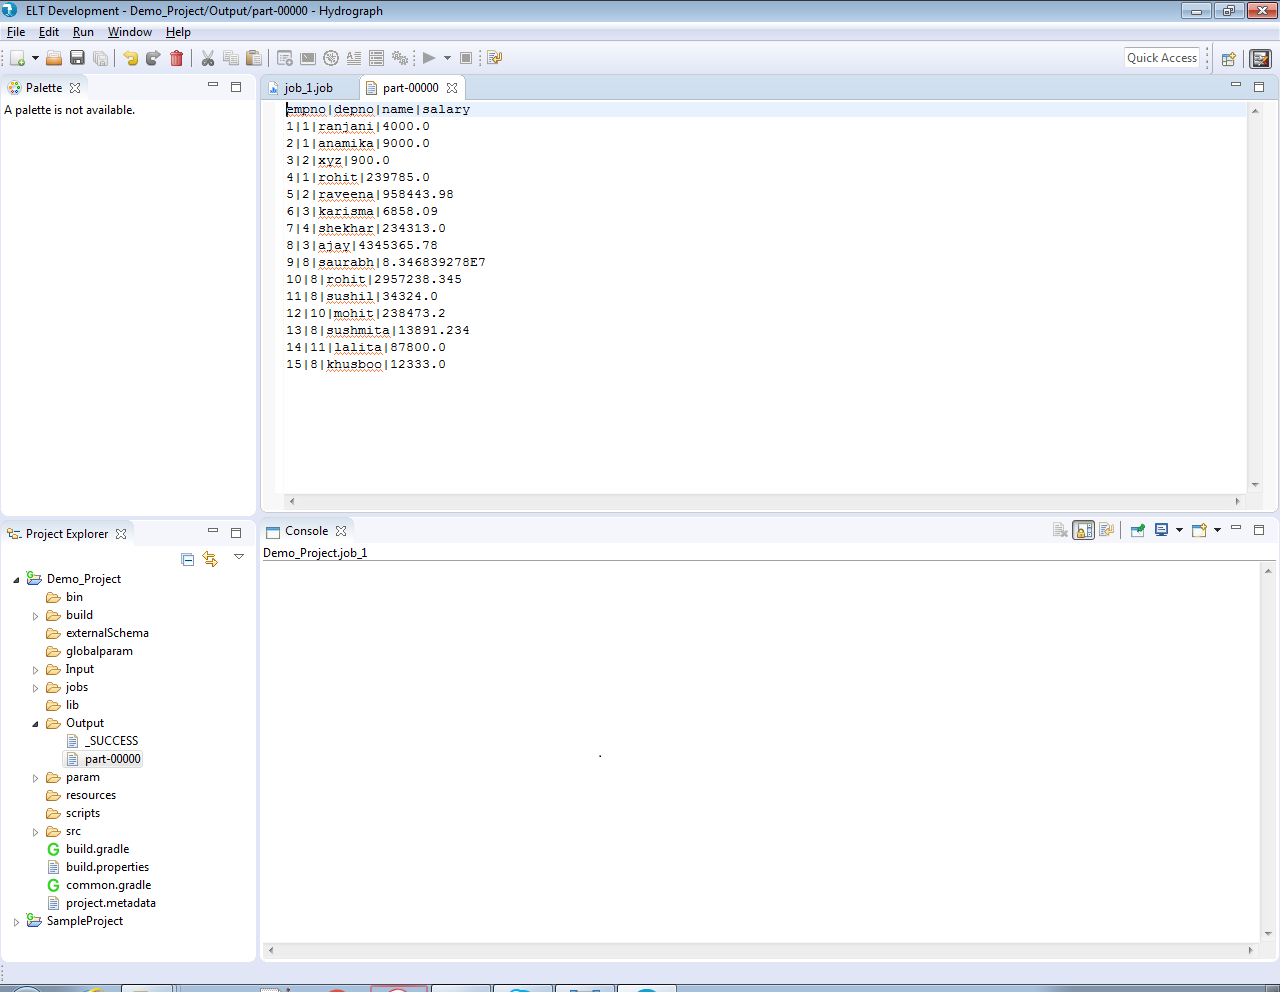 ELT Development - Demo_Project/Output/part-00000 - Hydrograph
File Edit Run Window Help
Quick Access
Palette
A palette is not available.
job_1.job
part-00000
empno|depno|name|salary
1|1|ranjani|4000.0
2|1|anamika|9000.0
3|2|xyz|900.0
4|1|rohit|239785.0
5|2|raveena|958443.98
6|3|karisma|6858.09
7|4|shekhar|234313.0
8|3|ajay|4345365.78
9|8|saurabh|8.346839278E7
10|8|rohit|2957238.345
11|8|sushil|34324.0
12|10|mohit|238473.2
13|8|sushmita|13891.234
14|11|lalita|87800.0
15|8|khusboo|12333.0
Project Explorer
Demo_Project
bin
build
externalSchema
globalparam
Input
jobs
lib
Output
_SUCCESS
part-00000
param
resources
scripts
src
build.gradle
build.properties
common.gradle
project.metadata
SampleProject
Console
Demo_Project.job_1